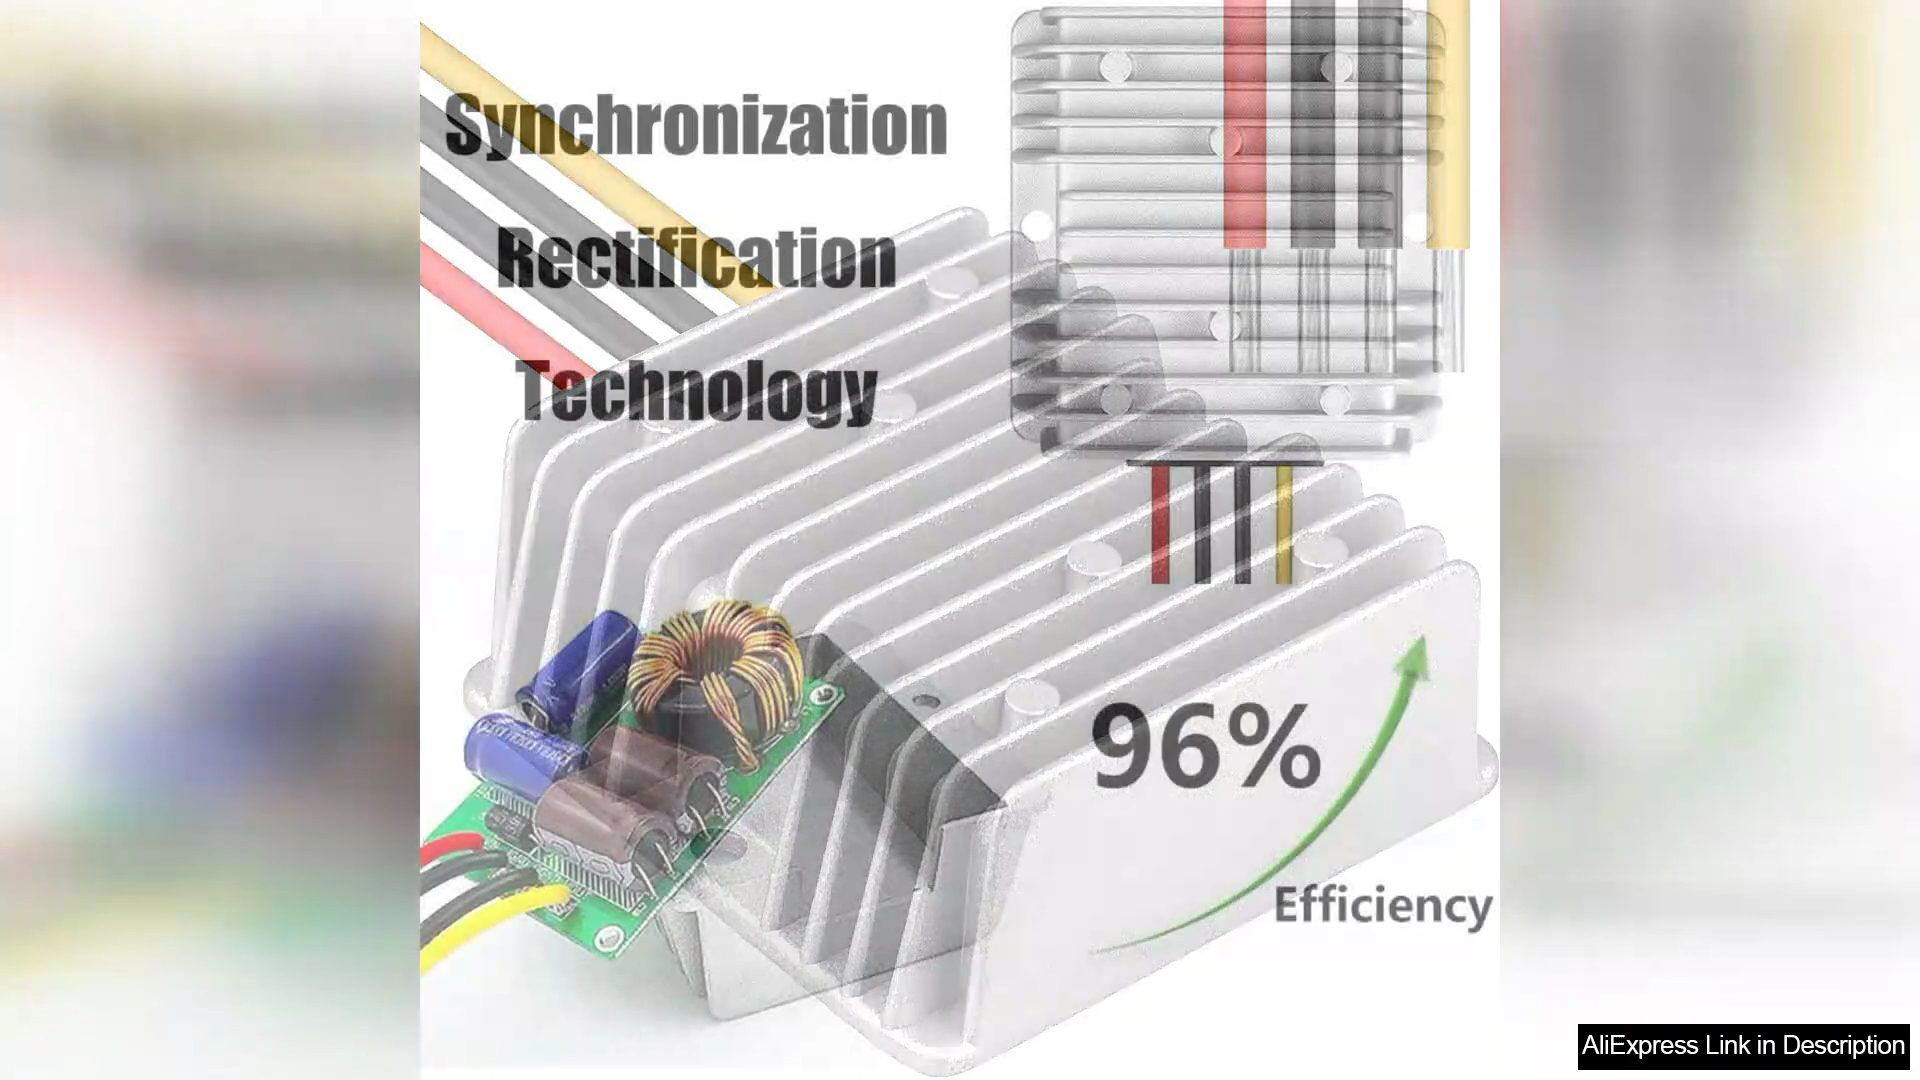 Synchronization
Rectification
Technology
96%
Efficiency
AliExpress Link in Description